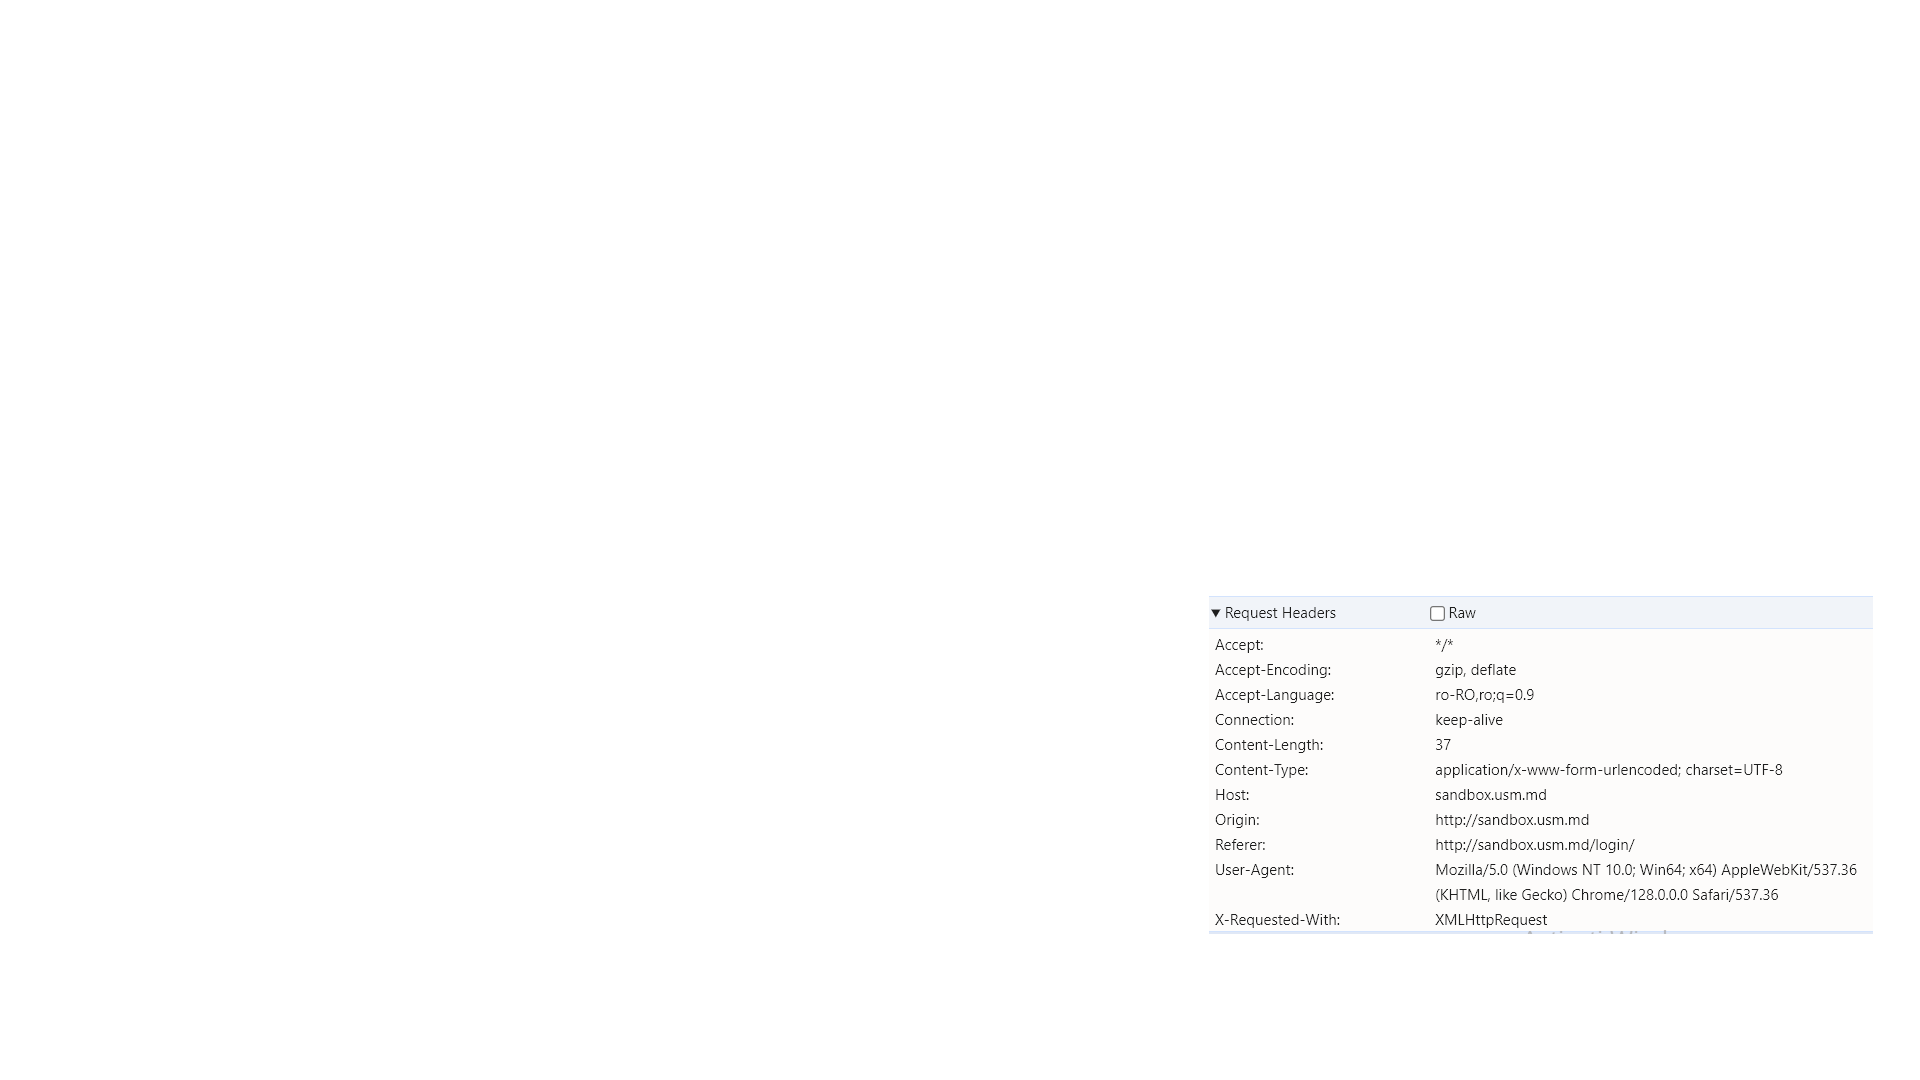 ▼ Request Headers Raw
Accept: */*
Accept-Encoding: gzip, deflate
Accept-Language: ro-RO,ro;q=0.9
Connection: keep-alive
Content-Length: 37
Content-Type: application/x-www-form-urlencoded; charset=UTF-8
Host: sandbox.usm.md
Origin: http://sandbox.usm.md
Referer: http://sandbox.usm.md/login/
User-Agent: Mozilla/5.0 (Windows NT 10.0; Win64; x64) AppleWebKit/537.36
(KHTML, like Gecko) Chrome/128.0.0.0 Safari/537.36
X-Requested-With: XMLHttpRequest